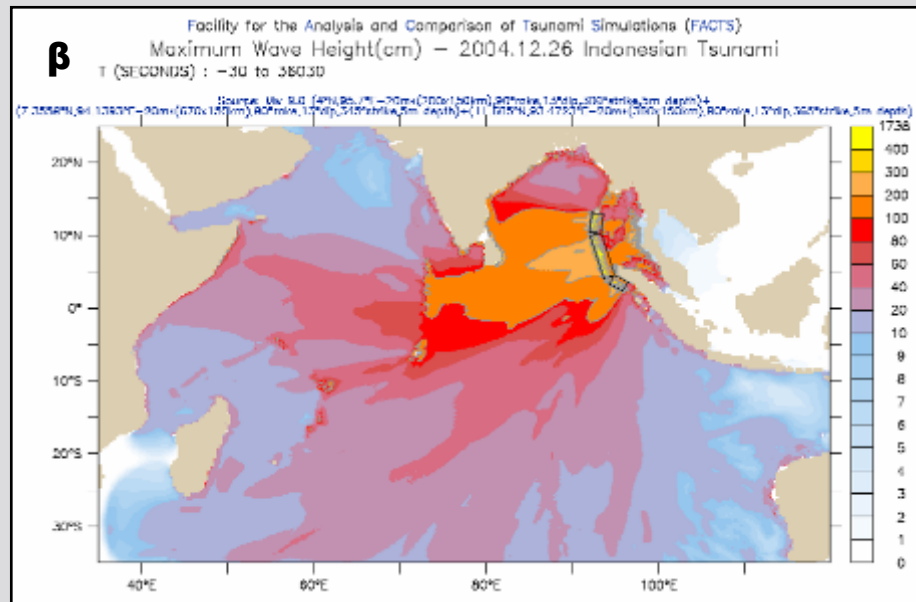 Facility for the Analysis and Comparison of Tsunami Simulations (FACTS)
β
Maximum Wave Height(cm) - 2004.12.26 Indonesian Tsunami
T (SECONDS) : -30 to 36030
Source:
20°N
10°N
0°
10°S
20°S
30°S
40°E
60°E
80°E
100°E
1738
400
300
200
100
80
60
40
20
10
9
8
7
6
5
4
3
2
1
0